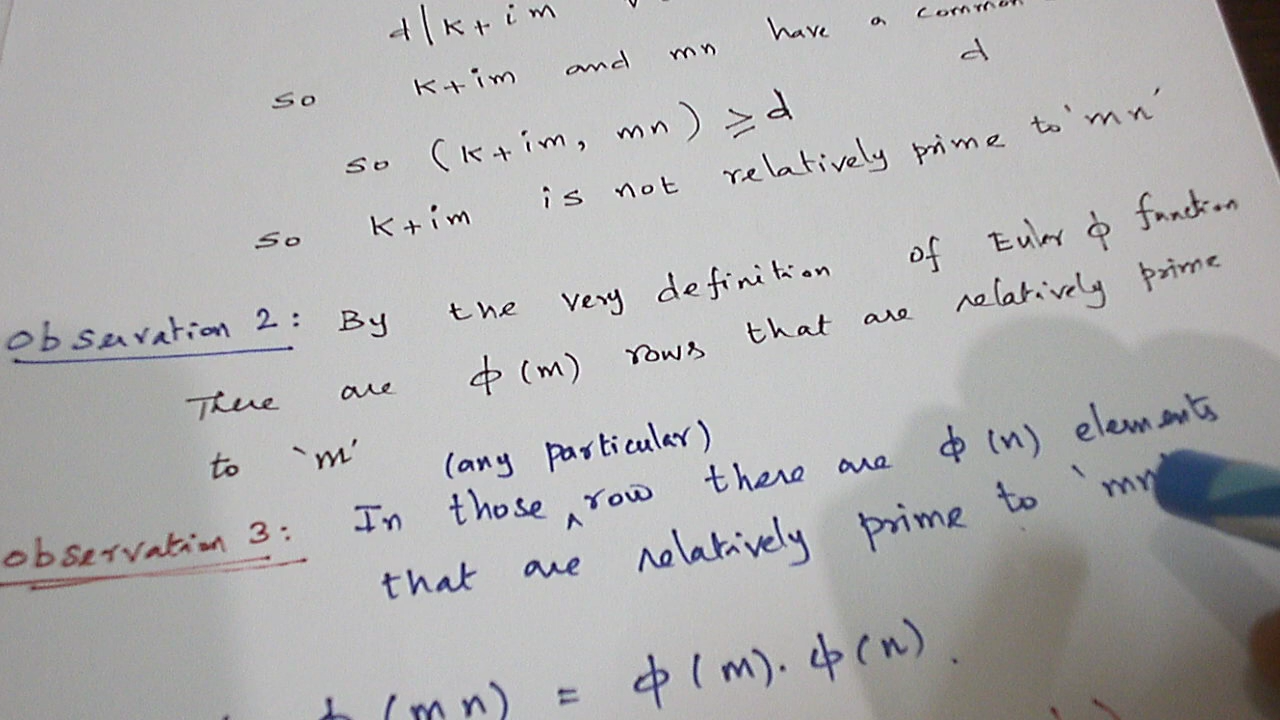 d|k+im
so k+im and mn have a common
d
so (k+im, mn) ≥ d
so k+im is not relatively prime to 'mn'
Observation 2: By the very definition of Euler ϕ function
There are ϕ(m) rows that are relatively prime
to 'm'
(any particular)
Observation 3: In those ^ row there are ϕ(n) elements
that are relatively prime to 'mn'
ϕ(mn) = ϕ(m). ϕ(n).